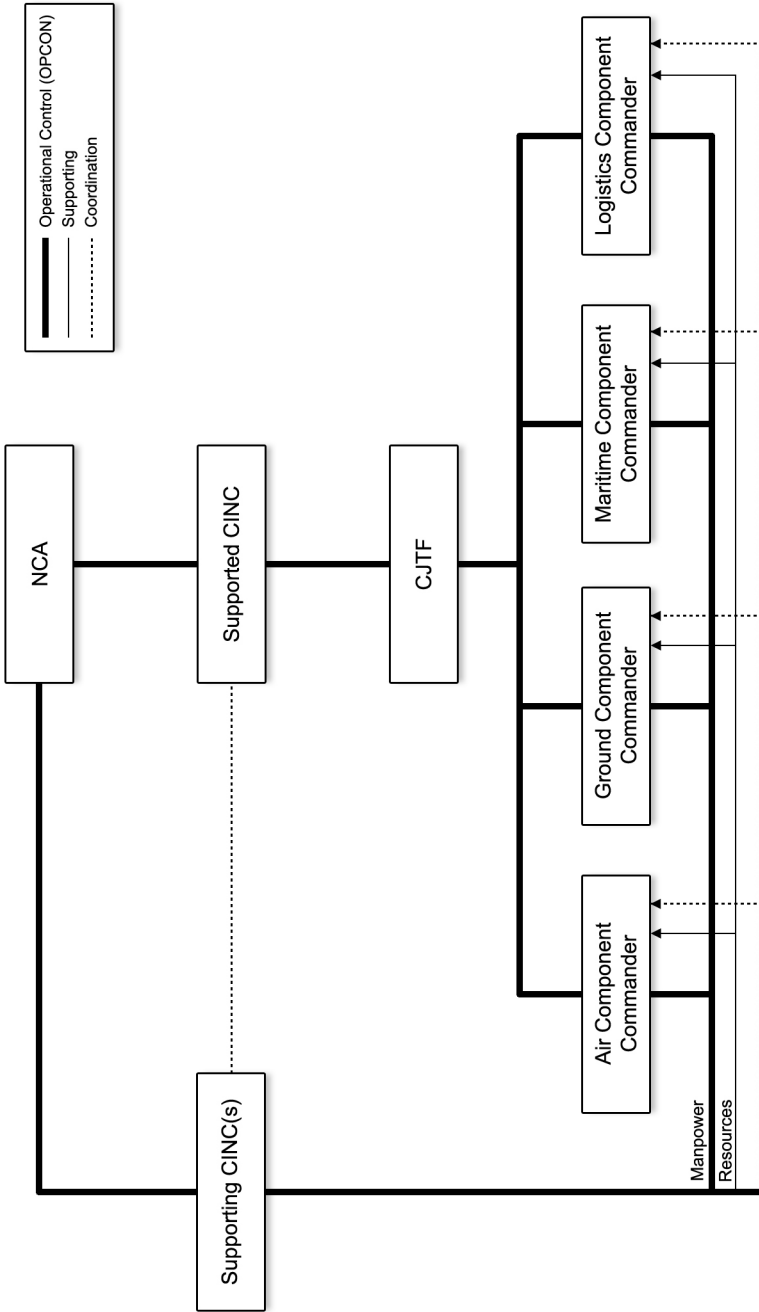 Operational Control (OPCON)
Supporting
Coordination
NCA
Supporting CINC(s)
Supported CINC
CJTF
Air Component
Commander
Ground Component
Commander
Maritime Component
Commander
Logistics Component
Commander
Manpower
Resources